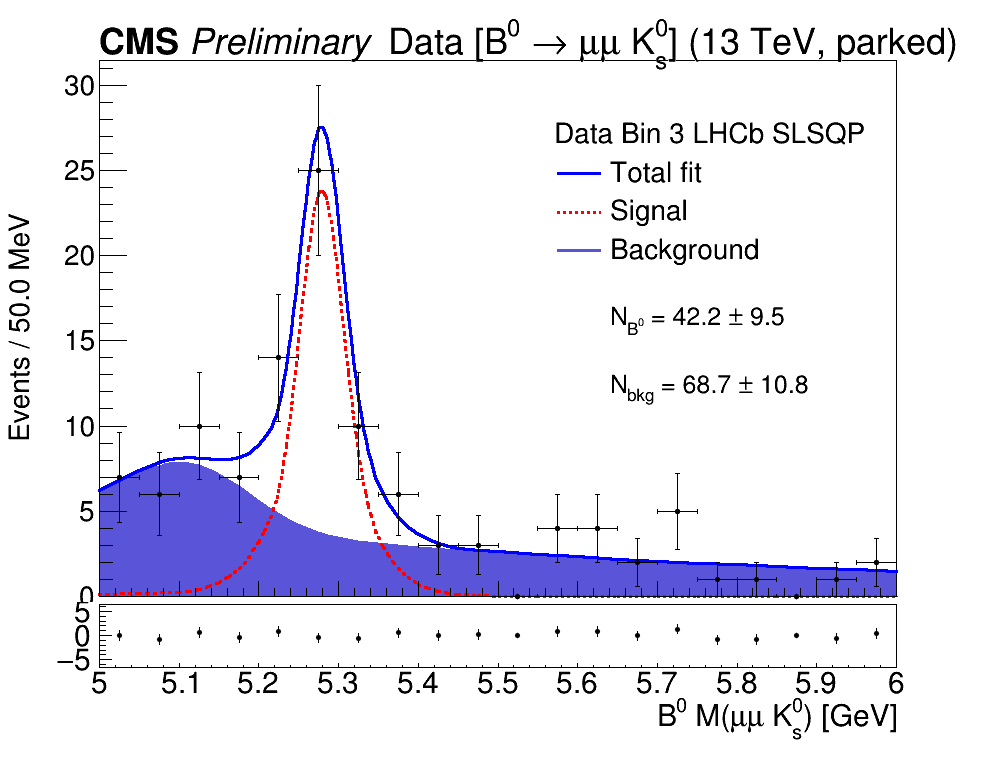 CMS Preliminary Data [B⁰ → μμ K⁰ₛ] (13 TeV, parked)
Events / 50.0 MeV
30
25
20
15
10
5
0
Data Bin 3 LHCb SLSQP
Total fit
Signal
Background
N_B⁰ = 42.2 ± 9.5
N_bkg = 68.7 ± 10.8
5
0
−5
5 5.1 5.2 5.3 5.4 5.5 5.6 5.7 5.8 5.9 6
B⁰ M(μμ K⁰ₛ) [GeV]